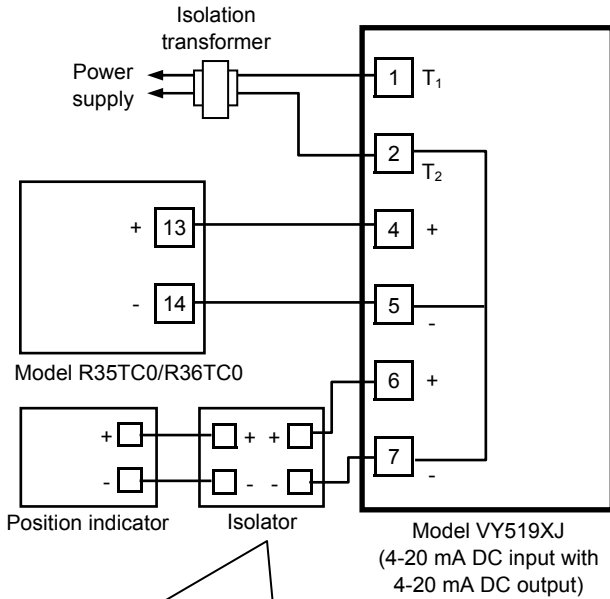 Isolation
transformer
Power
supply
1 T₁
2
T₂
+ 13
4 +
- 14
5
-
Model R35TC0/R36TC0
6 +
+ + +
- - -
7
-
Position indicator
Isolator
Model VY519XJ
(4-20 mA DC input with
4-20 mA DC output)